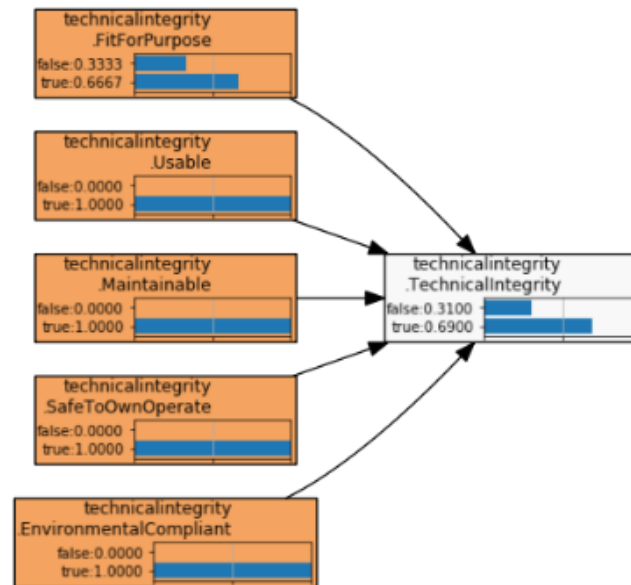 technicalintegrity
.FitForPurpose
false:0.3333
true:0.6667
technicalintegrity
.Usable
false:0.0000
true:1.0000
technicalintegrity
.Maintainable
false:0.0000
true:1.0000
technicalintegrity
.SafeToOwnOperate
false:0.0000
true:1.0000
technicalintegrity
.EnvironmentalCompliant
false:0.0000
true:1.0000
technicalintegrity
.TechnicalIntegrity
false:0.3100
true:0.6900